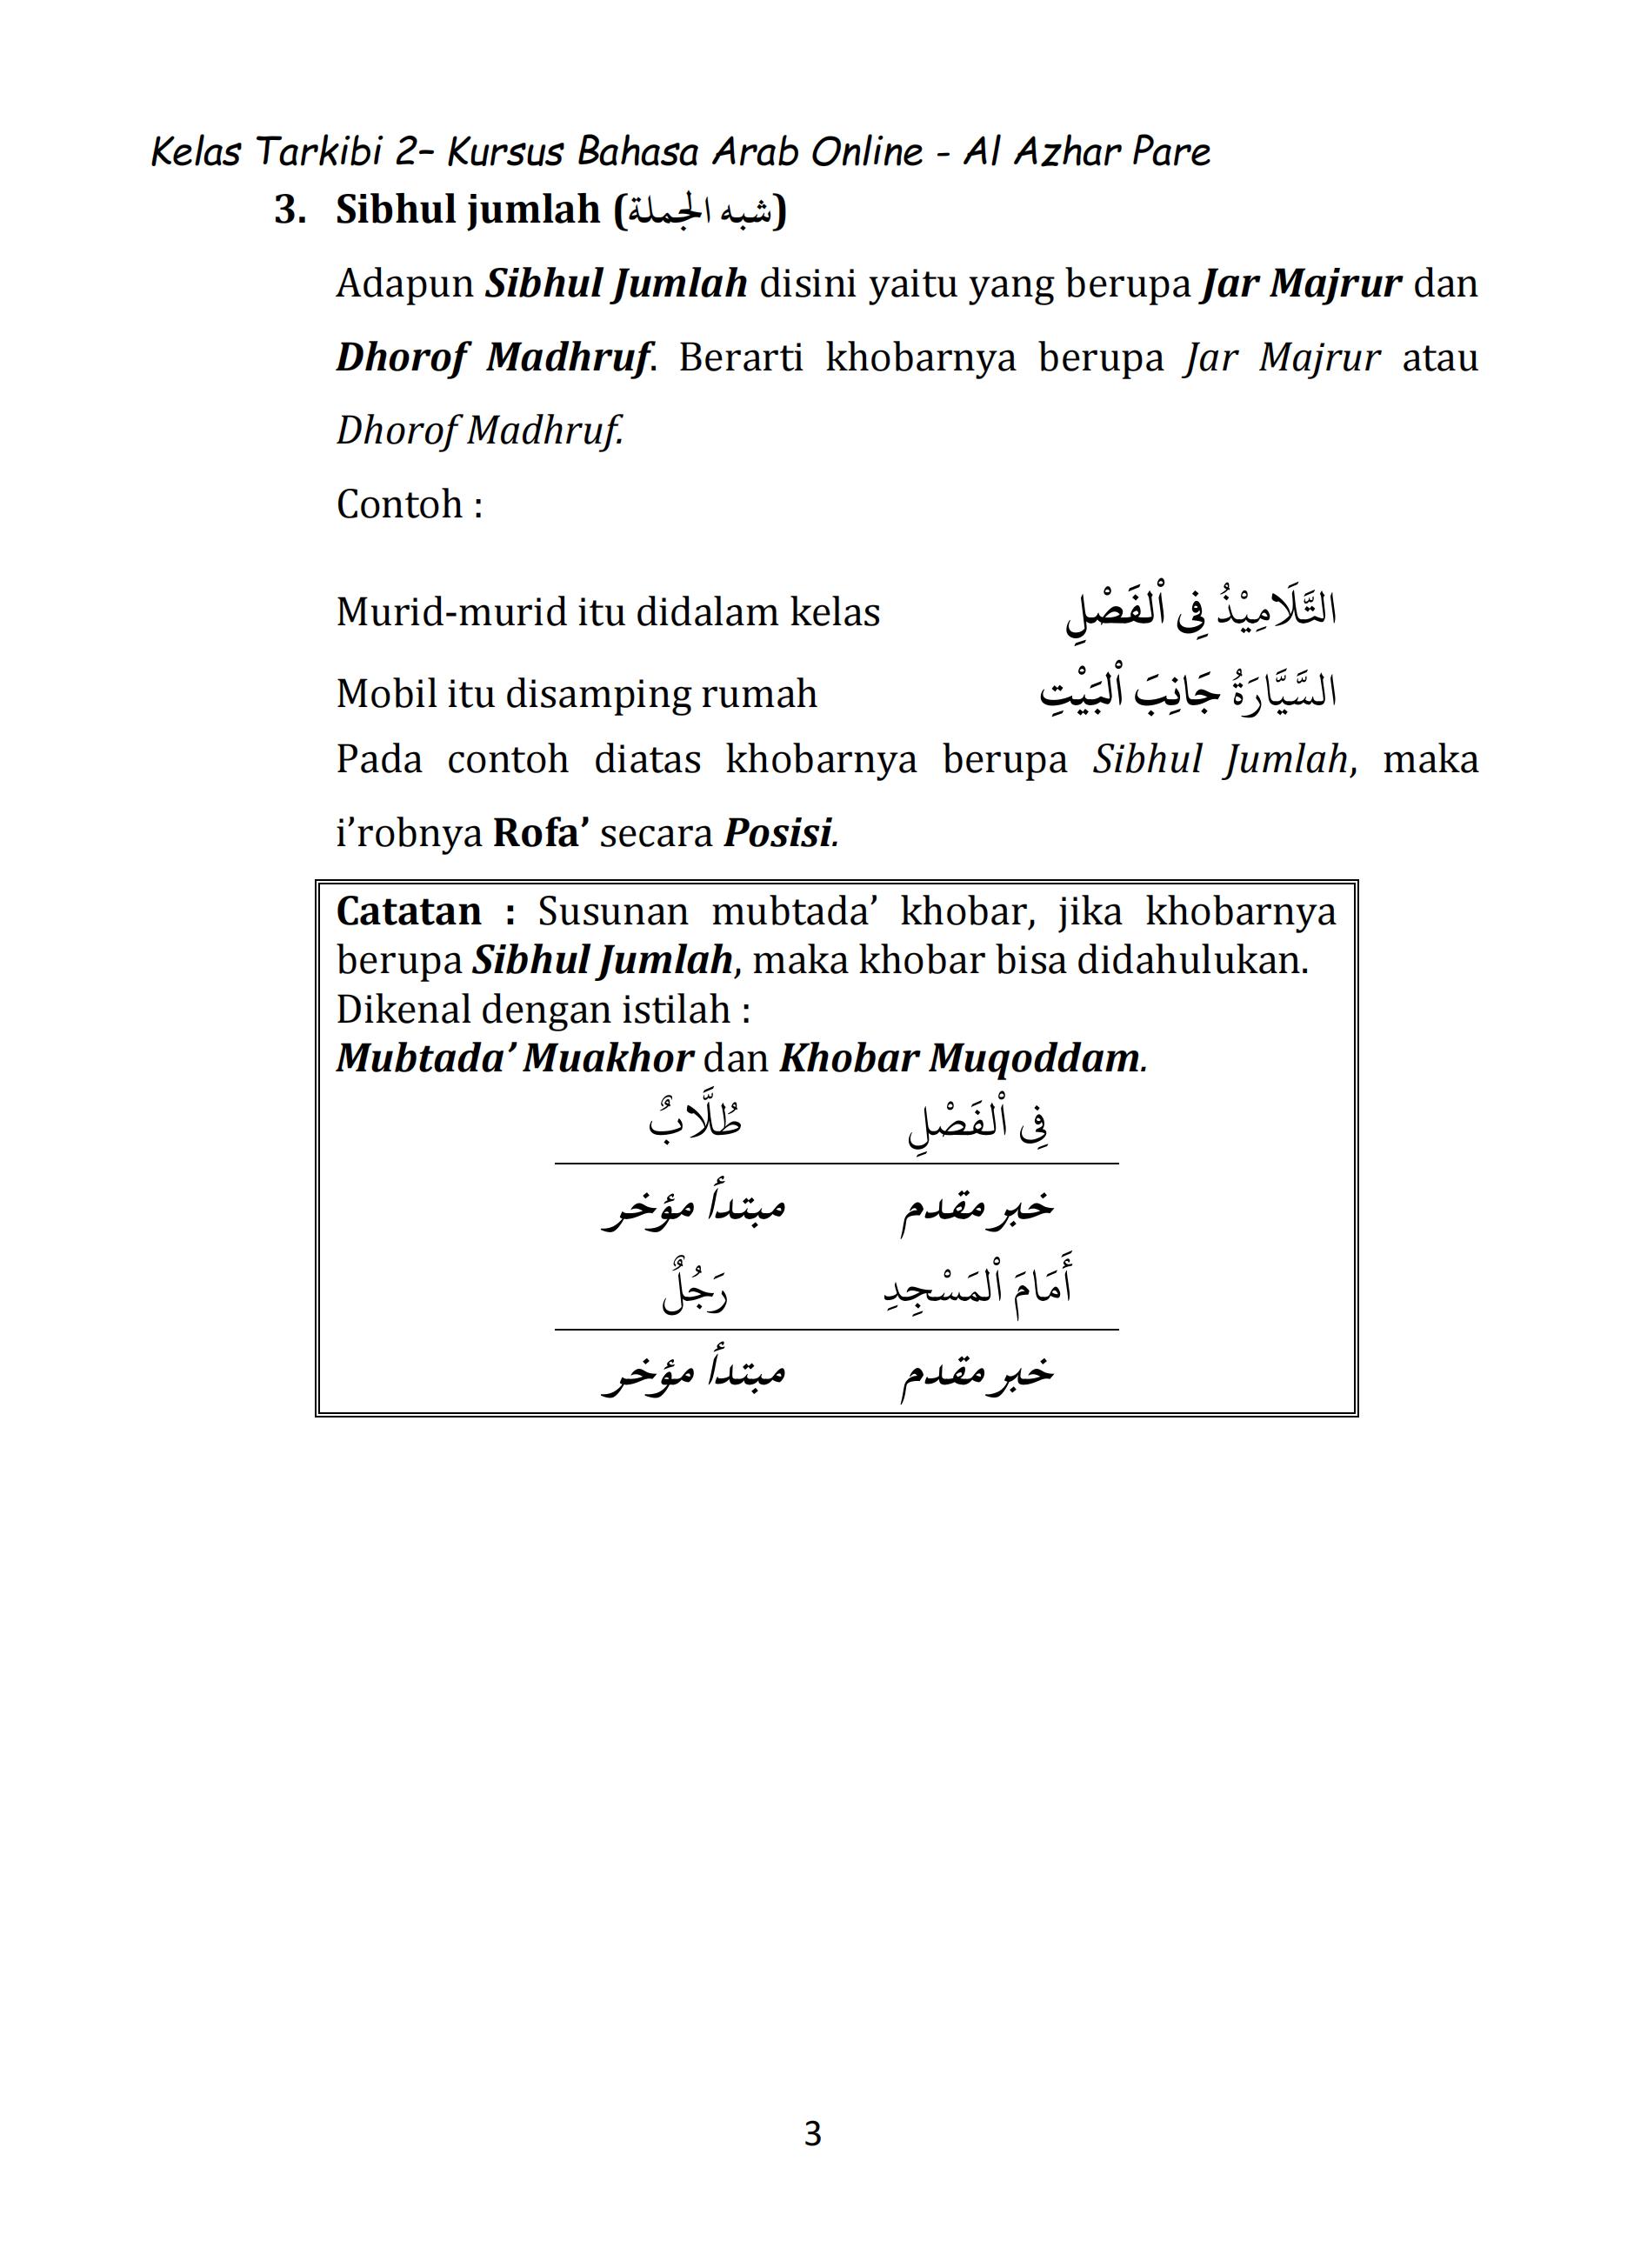 Kelas Tarkibi 2– Kursus Bahasa Arab Online - Al Azhar Pare
3. Sibhul jumlah (شبه الجملة)
Adapun Sibhul Jumlah disini yaitu yang berupa Jar Majrur dan
Dhorof Madhruf. Berarti khobarnya berupa Jar Majrur atau
Dhorof Madhruf.
Contoh :
Murid-murid itu didalam kelas التَّلَامِيْذُ فِى اْلفَصْلِ
Mobil itu disamping rumah السَّيَّارَةُ جَانِبَ اْلبَيْتِ
Pada contoh diatas khobarnya berupa Sibhul Jumlah, maka
i’robnya Rofa’ secara Posisi.
Catatan : Susunan mubtada’ khobar, jika khobarnya
berupa Sibhul Jumlah, maka khobar bisa didahulukan.
Dikenal dengan istilah :
Mubtada’ Muakhor dan Khobar Muqoddam.
فِى اْلفَصْلِ طُلَّابٌ
خبر مقدم مبتدأ مؤخر
أَمَامَ اْلمَسْجِدِ رَجُلٌ
خبر مقدم مبتدأ مؤخر
3